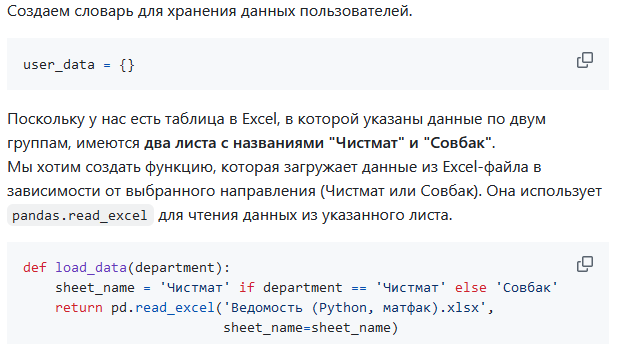 Создаем словарь для хранения данных пользователей.
user_data = {}
Поскольку у нас есть таблица в Excel, в которой указаны данные по двум
группам, имеются два листа с названиями "Чистмат" и "Совбак".
Мы хотим создать функцию, которая загружает данные из Excel-файла в
зависимости от выбранного направления (Чистмат или Совбак). Она использует
pandas.read_excel для чтения данных из указанного листа.
def load_data(department):
    sheet_name = 'Чистмат' if department == 'Чистмат' else 'Совбак'
    return pd.read_excel('Ведомость (Python, матфак).xlsx',
                         sheet_name=sheet_name)